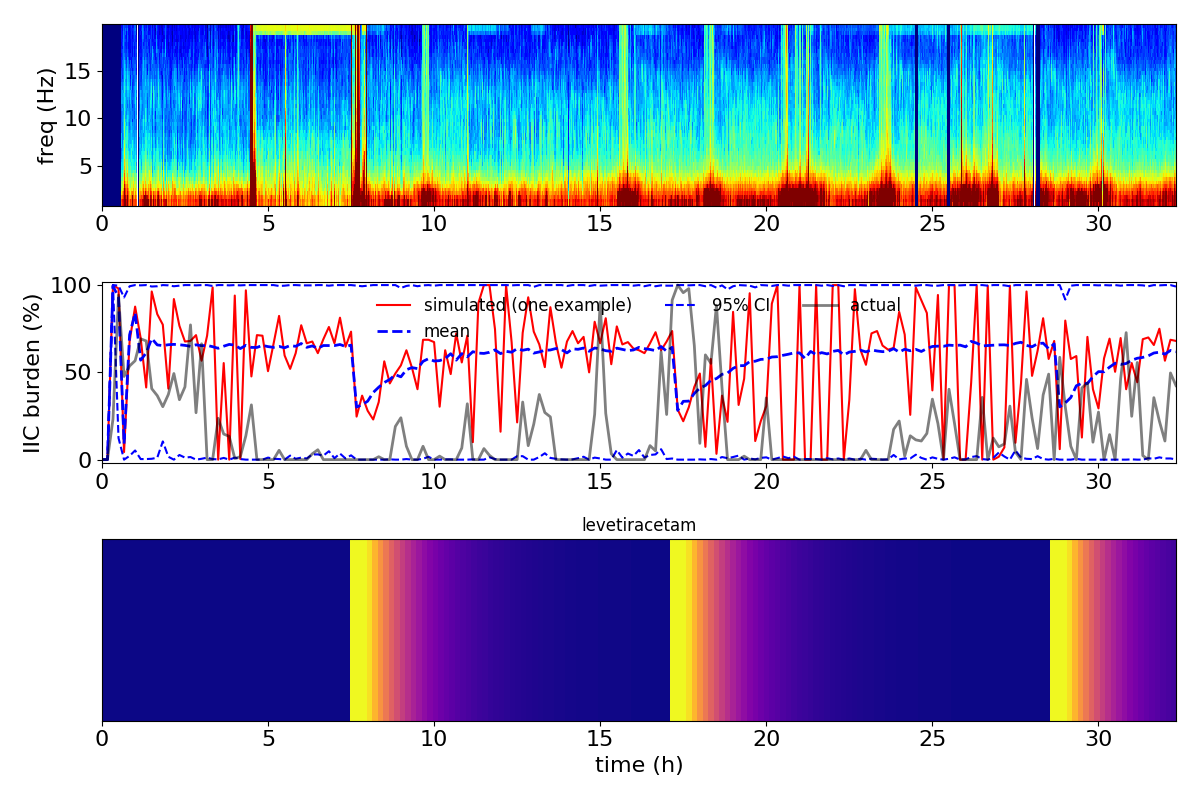 freq (Hz)
15
10
5
0 5 10 15 20 25 30
IIC burden (%)
100
50
0
simulated (one example)
mean
95% CI
actual
0 5 10 15 20 25 30
levetiracetam
0 5 10 15 20 25 30
time (h)